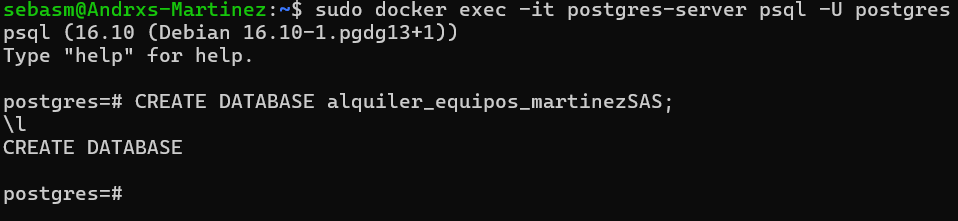 sebasm@Andrxs-Martinez:~$ sudo docker exec -it postgres-server psql -U postgres
psql (16.10 (Debian 16.10-1.pgdg13+1))
Type "help" for help.
postgres=# CREATE DATABASE alquiler_equipos_martinezSAS;
\l
CREATE DATABASE
postgres=#